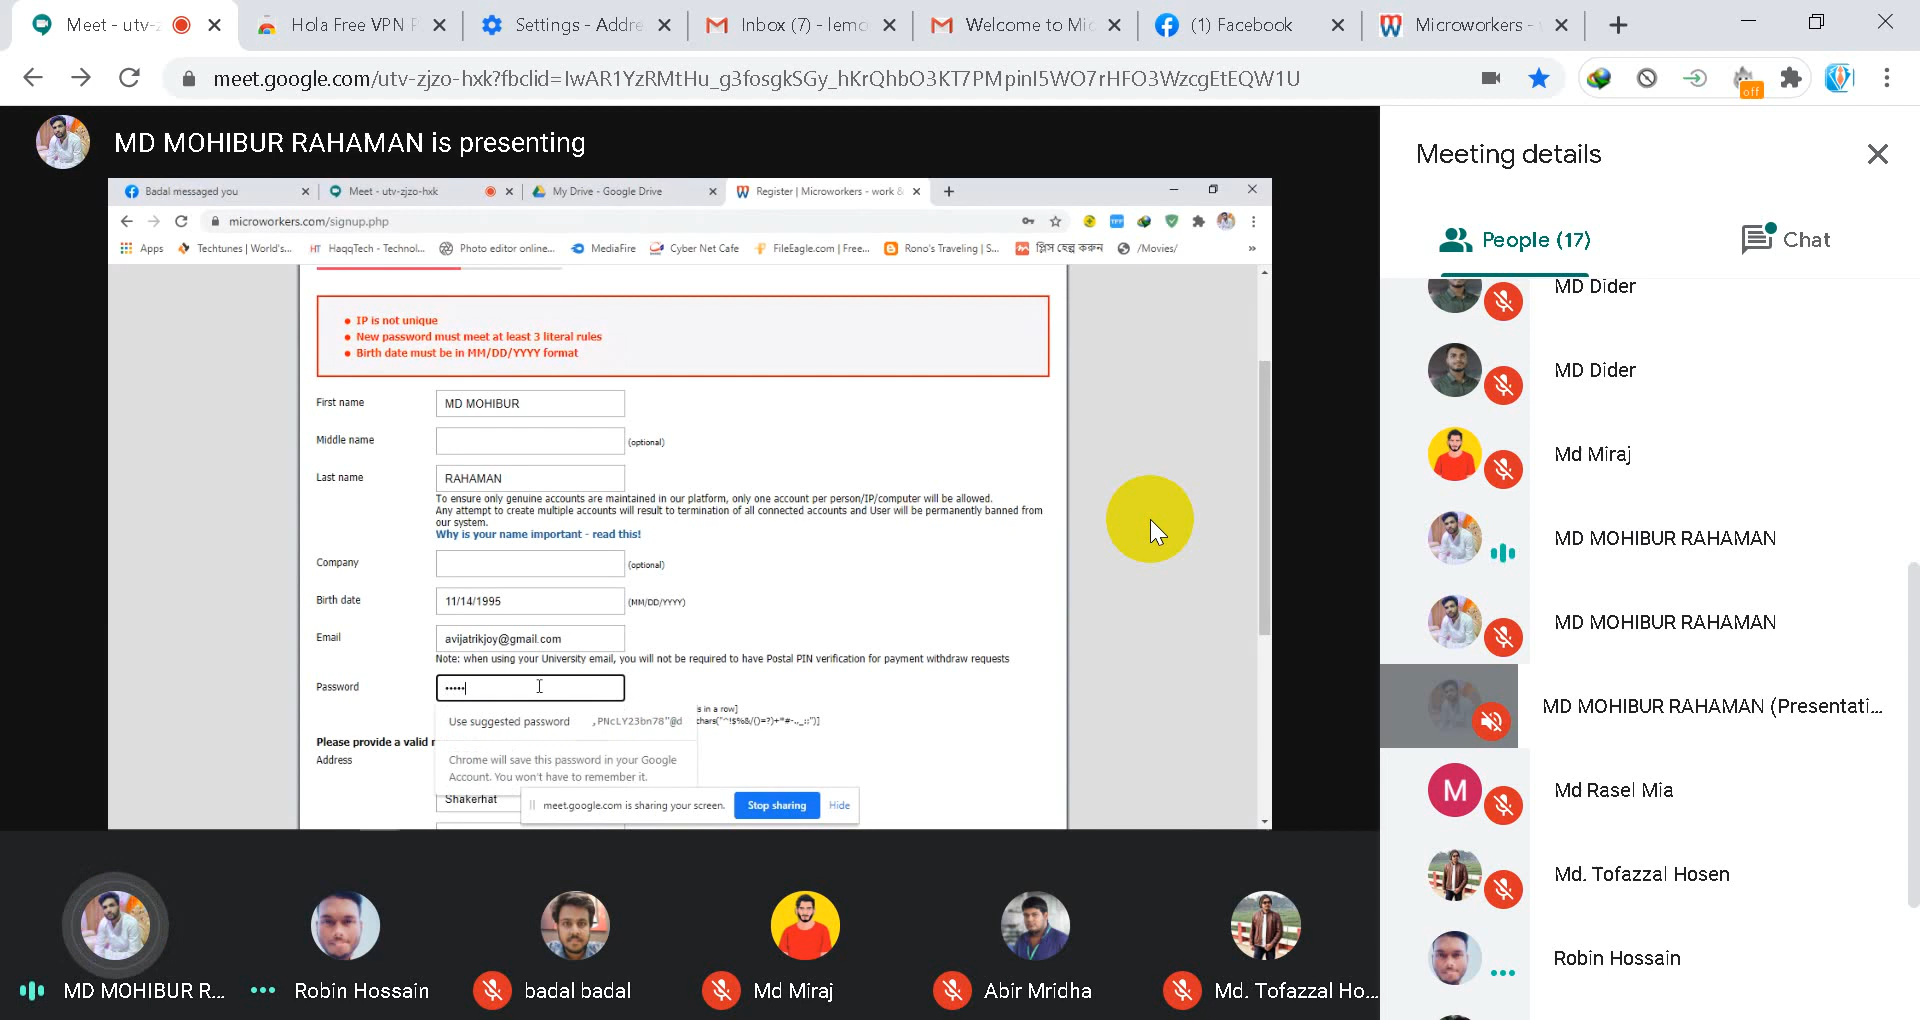 Meet - utv-z
Hola Free VPN P
Settings - Addre
Inbox (7) - lemo
Welcome to Mic
(1) Facebook
Microworkers -
meet.google.com/utv-zjzo-hxk?fbclid=IwAR1YzRMtHu_g3fosgkSGy_hKrQhbO3KT7PMpinI5WO7rHFO3WzcgEtEQW1U
off
MD MOHIBUR RAHAMAN is presenting
Badal messaged you
Meet - utv-zjzo-hxk
My Drive - Google Drive
Register | Microworkers - work &
microworkers.com/signup.php
Apps
Techtunes | World's...
HT HaqqTech - Technol...
Photo editor online...
MediaFire
Cyber Net Cafe
FileEagle.com | Free...
Rono's Traveling | S...
প্লিস হেল্প করুন
/Movies/
»
• IP is not unique
• New password must meet at least 3 literal rules
• Birth date must be in MM/DD/YYYY format
First name MD MOHIBUR
Middle name (optional)
Last name RAHAMAN
To ensure only genuine accounts are maintained in our platform, only one account per person/IP/computer will be allowed.
Any attempt to create multiple accounts will result to termination of all connected accounts and User will be permanently banned from
our system.
Why is your name important - read this!
Company (optional)
Birth date 11/14/1995 (MM/DD/YYYY)
Email avijatrikjoy@gmail.com
Note: when using your University email, you will not be required to have Postal PIN verification for payment withdraw requests
Password •••••
s in a row]
Use suggested password ,PNcLY23bn78"@d
Please provide a valid
Address
Chrome will save this password in your Google
Account. You won't have to remember it.
Shakerhat
meet.google.com is sharing your screen. Stop sharing Hide
MD MOHIBUR R...
Robin Hossain
badal badal
Md Miraj
Abir Mridha
Md. Tofazzal Ho...
Meeting details
People (17)
Chat
MD Dider
MD Dider
Md Miraj
MD MOHIBUR RAHAMAN
MD MOHIBUR RAHAMAN
MD MOHIBUR RAHAMAN (Presentati...
M
Md Rasel Mia
Md. Tofazzal Hosen
Robin Hossain